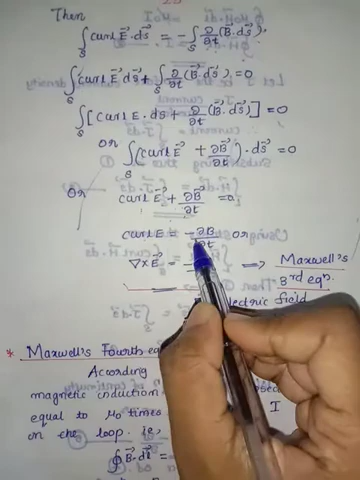 Then
∫ curl E⃗.ds⃗ = -∫ ∂/∂t (B⃗.ds⃗),
S S
∫ curl E⃗ ds⃗ + ∫ ∂/∂t (B⃗.ds⃗) = 0
S S
∫ [curl E . ds + ∂/∂t (B⃗.ds⃗)] = 0
S
or ∫ (curl E⃗ + ∂B⃗/∂t) . ds⃗ = 0
S
Or curl E⃗ + ∂B⃗/∂t = 0
curl E = -∂B/∂t or
∇×E⃗ = - ⟹ Maxwell's
3rd eqn.
electric field
* Maxwell's Fourth eq
According
magnetic induction
equal to μ₀ times I
on the loop. i.e,
∮ B⃗.dl⃗ =